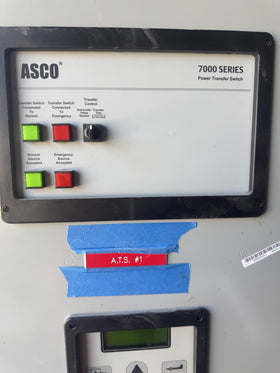 ASCO®
7000 SERIES
Power Transfer Switch
Transfer Switch
Connected
To
Normal
Transfer Switch
Connected
To
Emergency
Transfer
Control
Normal
Source
Accepted
Emergency
Source
Accepted
A.T.S. #1